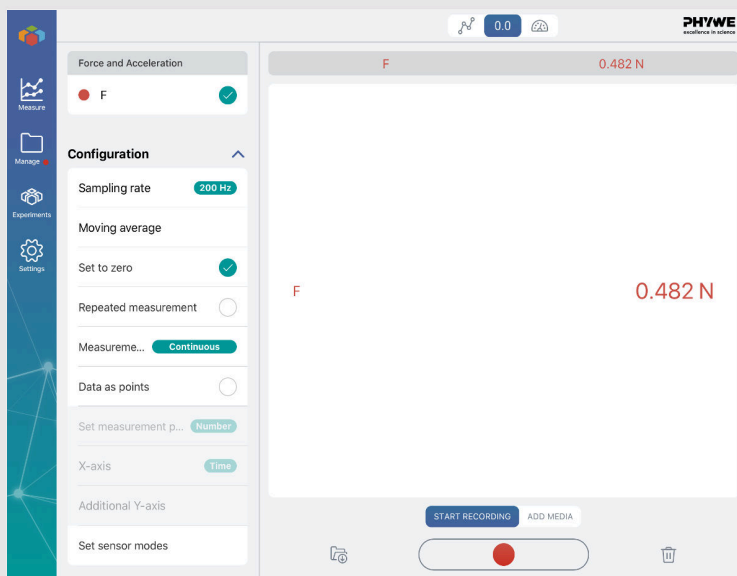 0.0
PHYWE
excellence in science
Measure
Manage
Experiments
Settings
Force and Acceleration
F
Configuration
Sampling rate 200 Hz
Moving average
Set to zero
Repeated measurement
Measureme... Continuous
Data as points
Set measurement p... Number
X-axis Time
Additional Y-axis
Set sensor modes
F 0.482 N
F 0.482 N
START RECORDING ADD MEDIA